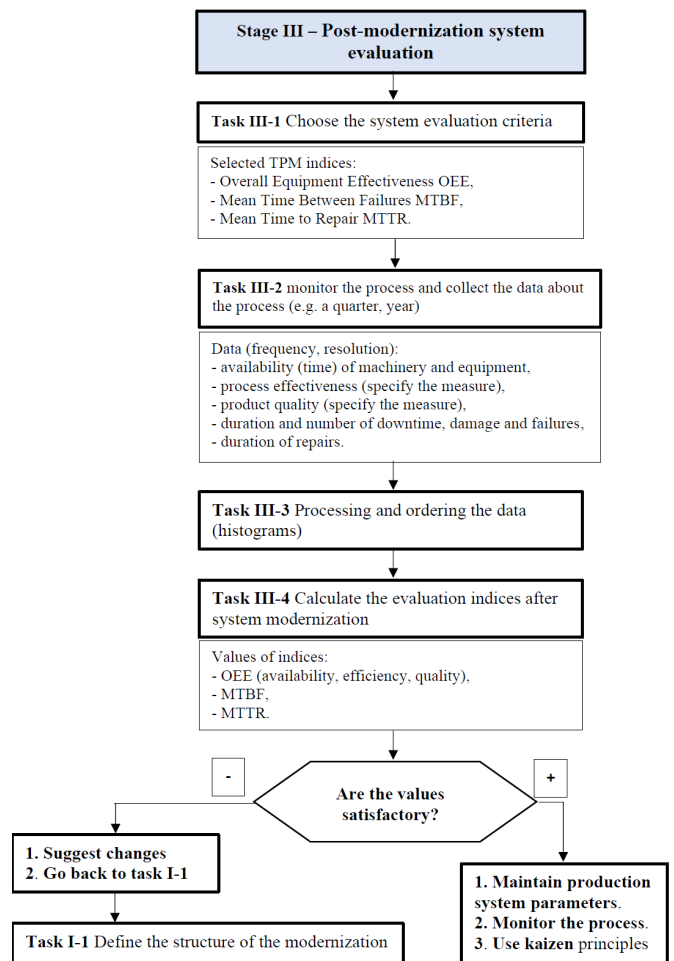 Stage III – Post-modernization system
evaluation
Task III-1 Choose the system evaluation criteria
Selected TPM indices:
- Overall Equipment Effectiveness OEE,
- Mean Time Between Failures MTBF,
- Mean Time to Repair MTTR.
Task III-2 monitor the process and collect the data about
the process (e.g. a quarter, year)
Data (frequency, resolution):
- availability (time) of machinery and equipment,
- process effectiveness (specify the measure),
- product quality (specify the measure),
- duration and number of downtime, damage and failures,
- duration of repairs.
Task III-3 Processing and ordering the data
(histograms)
Task III-4 Calculate the evaluation indices after
system modernization
Values of indices:
- OEE (availability, efficiency, quality),
- MTBF,
- MTTR.
-
+
Are the values
satisfactory?
1. Suggest changes
2. Go back to task I-1
Task I-1 Define the structure of the modernization
1. Maintain production
system parameters.
2. Monitor the process.
3. Use kaizen principles